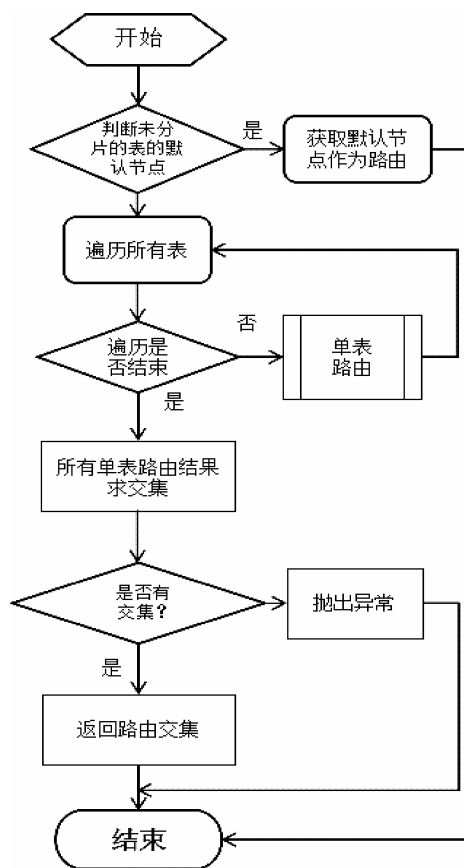 开始
判断未分
片的表的默
认节点
是
获取默认节
点作为路由
遍历所有表
否
遍历是
否结束
单表
路由
是
所有单表路由结果
求交集
是否有
交集?
抛出异常
是
返回路由交集
结束